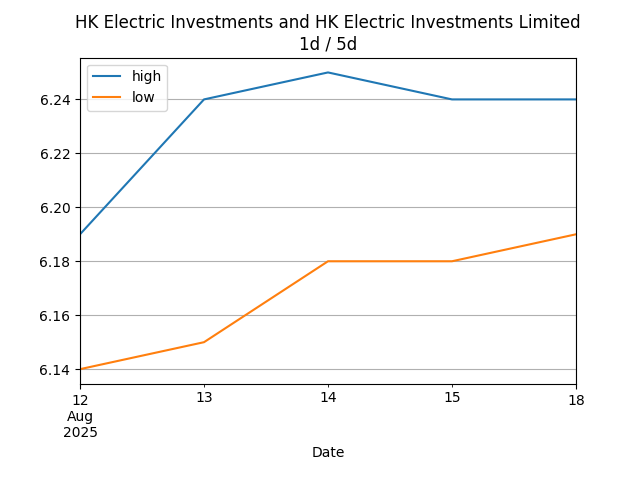 HK Electric Investments and HK Electric Investments Limited
1d / 5d
high
low
6.24
6.22
6.20
6.18
6.16
6.14
12
Aug
2025
13
14
15
18
Date